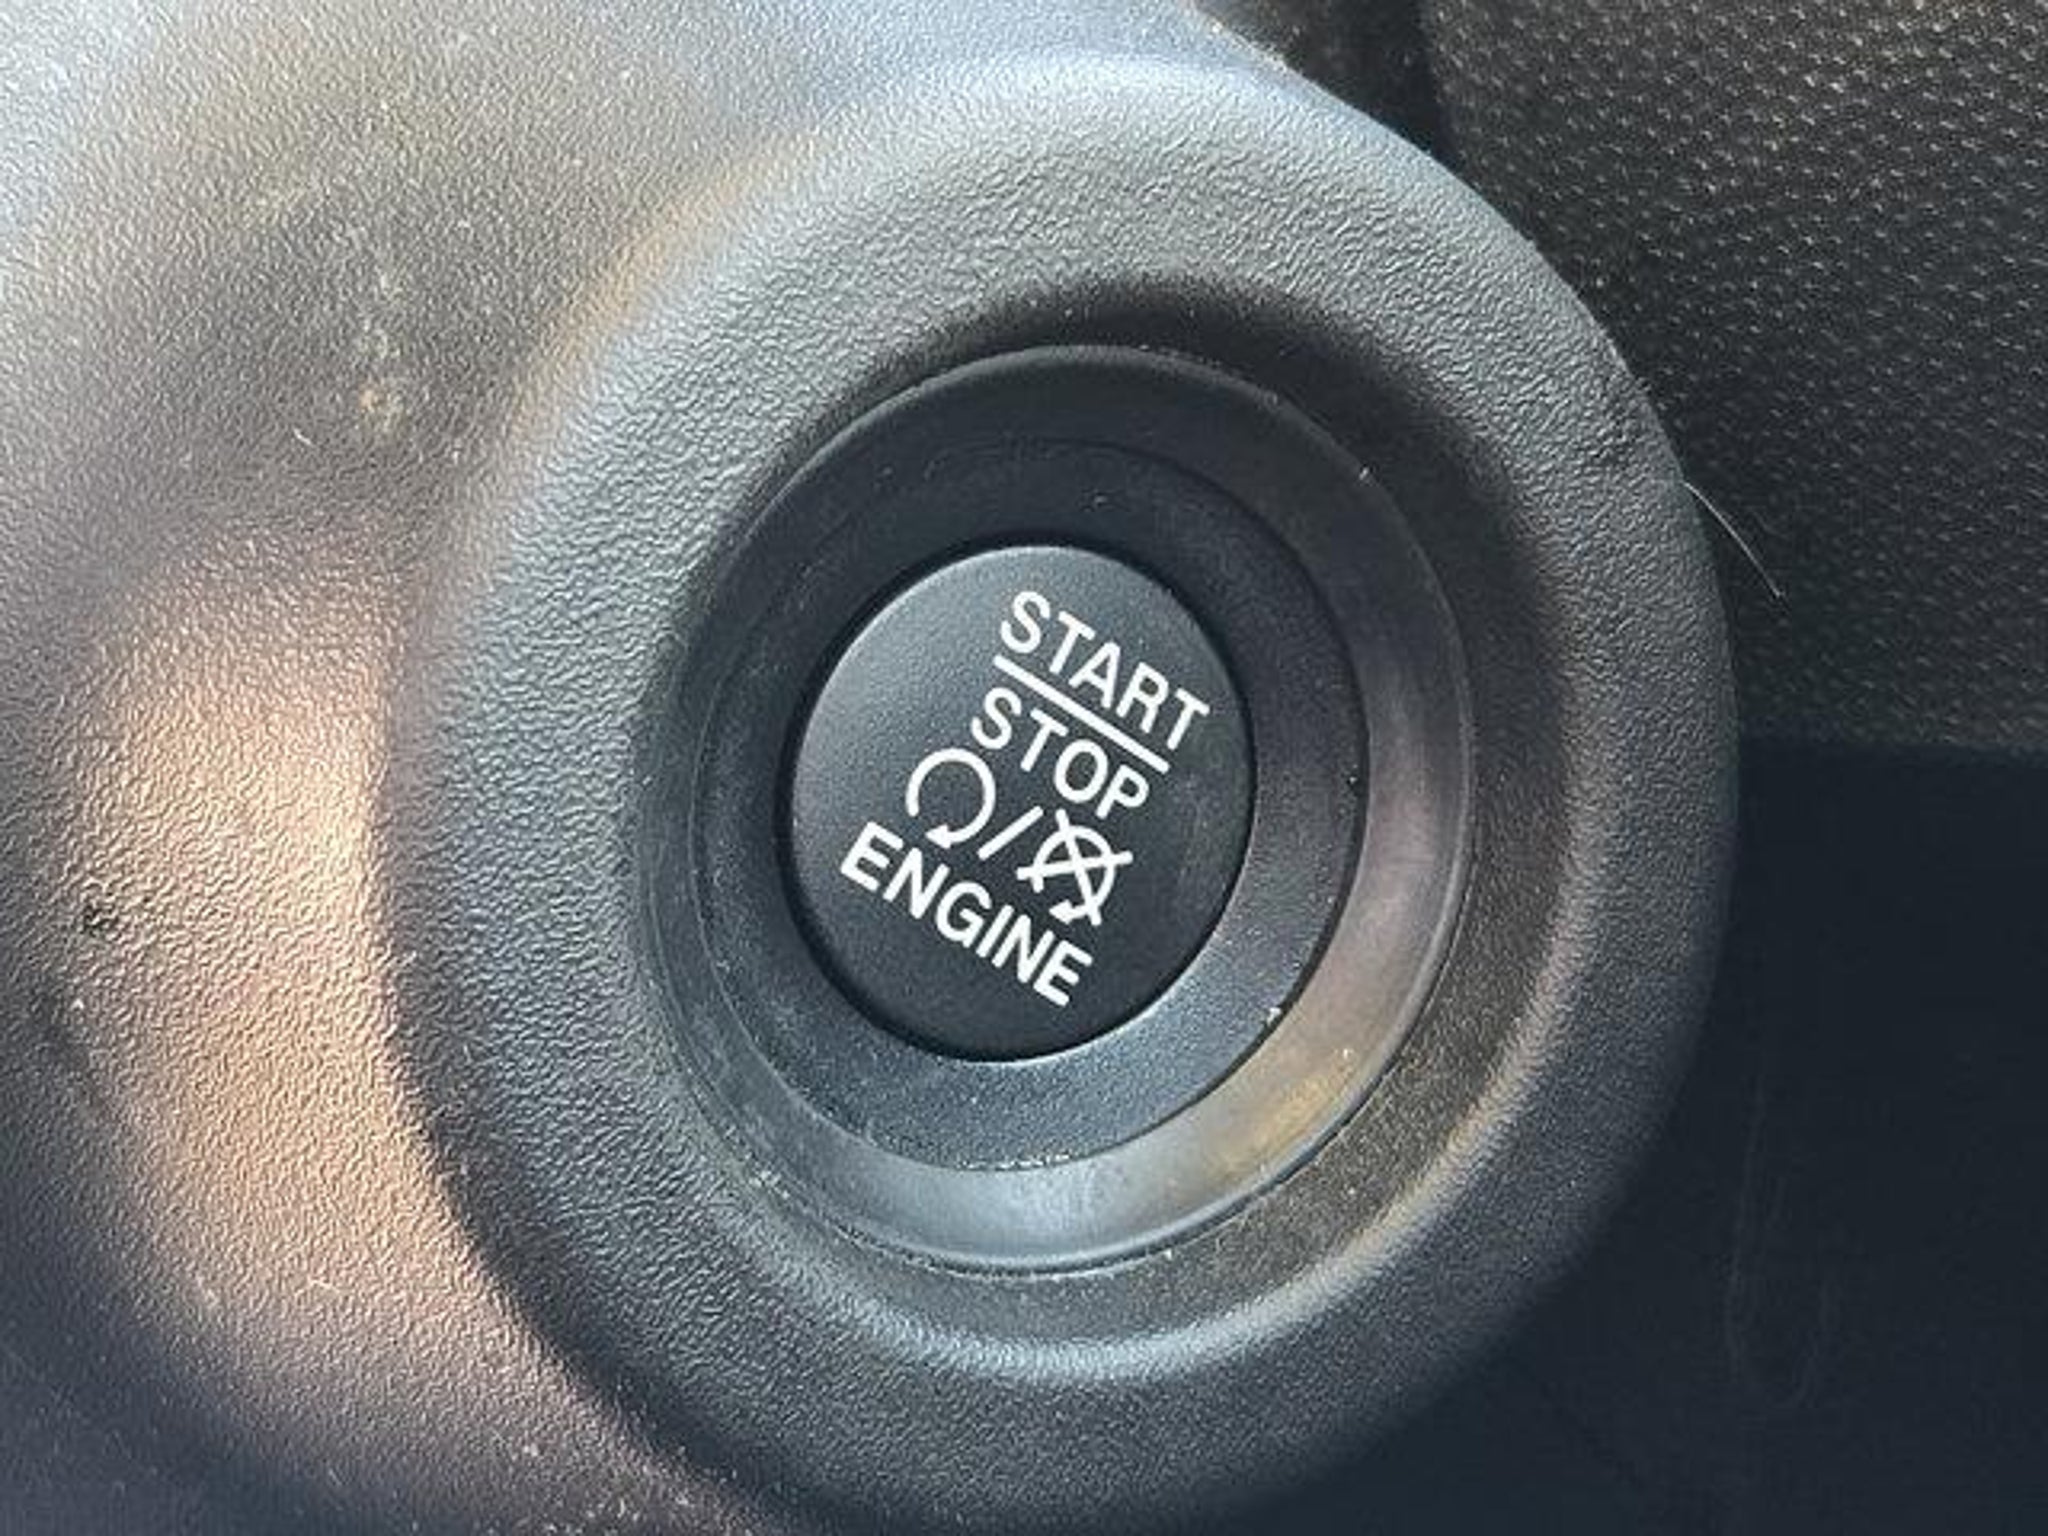 START
STOP
/
ENGINE